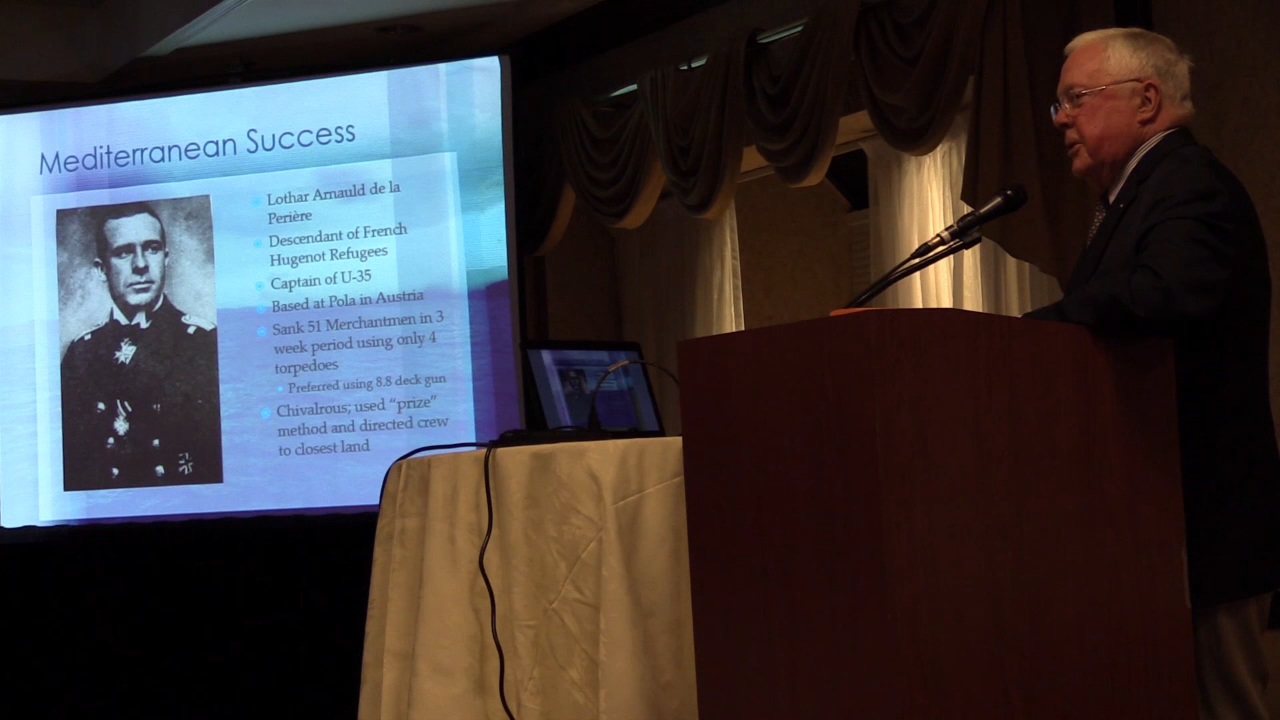 Mediterranean Success
Lothar Arnauld de la
Perière
Descendant of French
Hugenot Refugees
Captain of U-35
Based at Pola in Austria
Sank 51 Merchantmen in 3
week period using only 4
torpedoes
Preferred using 8.8 deck gun
Chivalrous; used “prize”
method and directed crew
to closest land